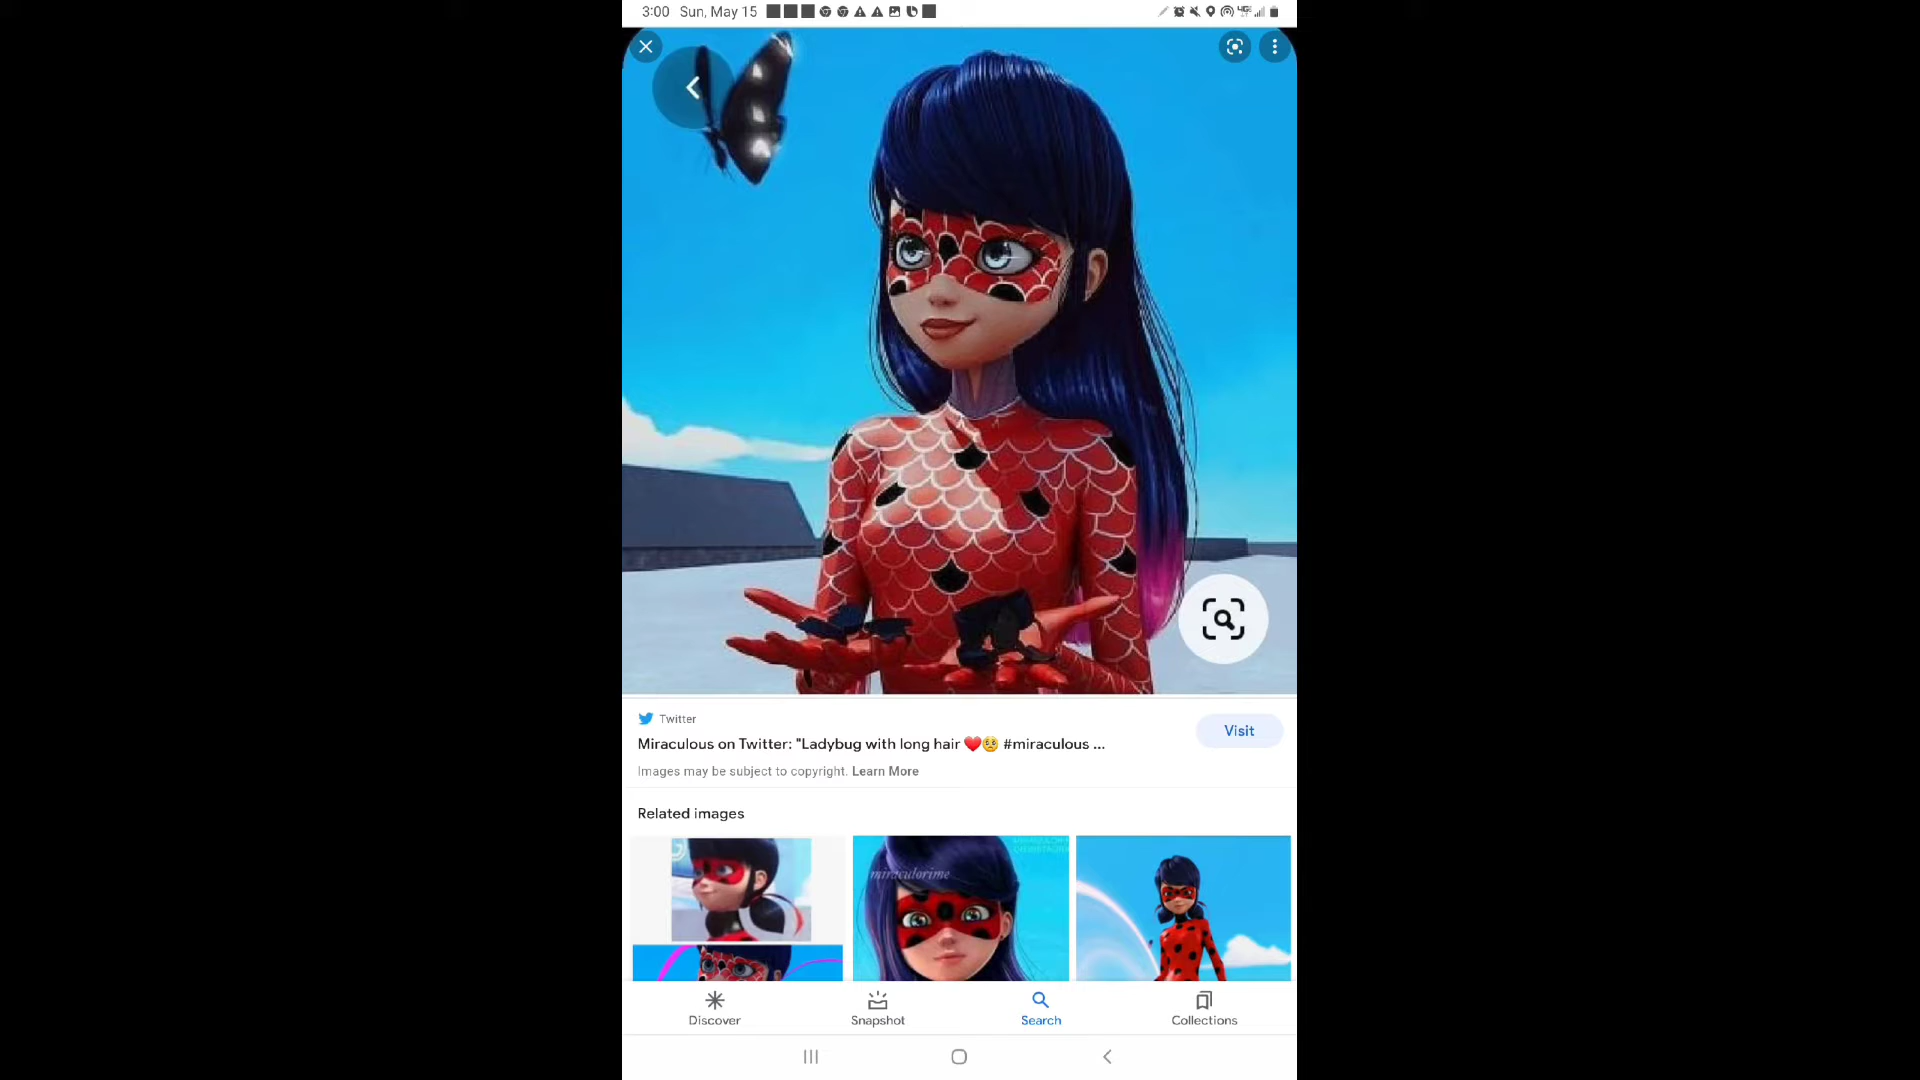 3:00 Sun, May 15
Twitter
Miraculous on Twitter: "Ladybug with long hair ❤️🥺 #miraculous ...
Visit
Images may be subject to copyright. Learn More
Related images
miraculorime
Discover
Snapshot
Search
Collections